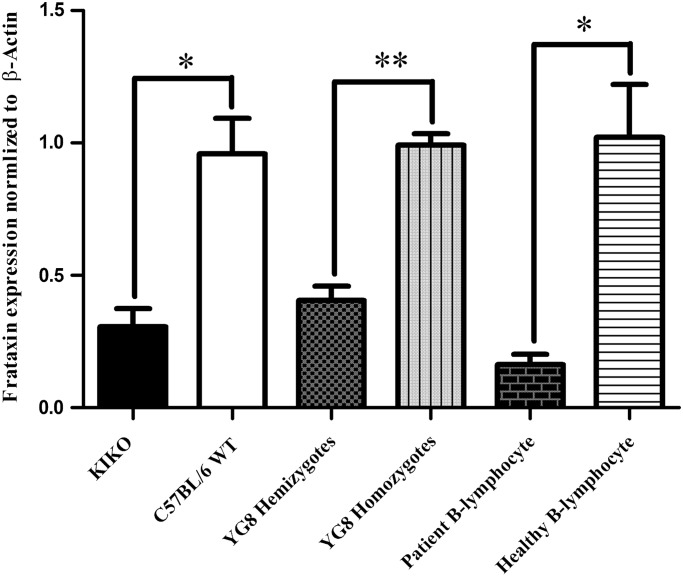 Frataxin expression normlized to β-Actin
1.5
1.0
0.5
0.0
*
**
*
KIKO
C57BL/6 WT
YG8 Hemizygotes
YG8 Homozygotes
Patient B-lymphocyte
Healthy B-lymphocyte